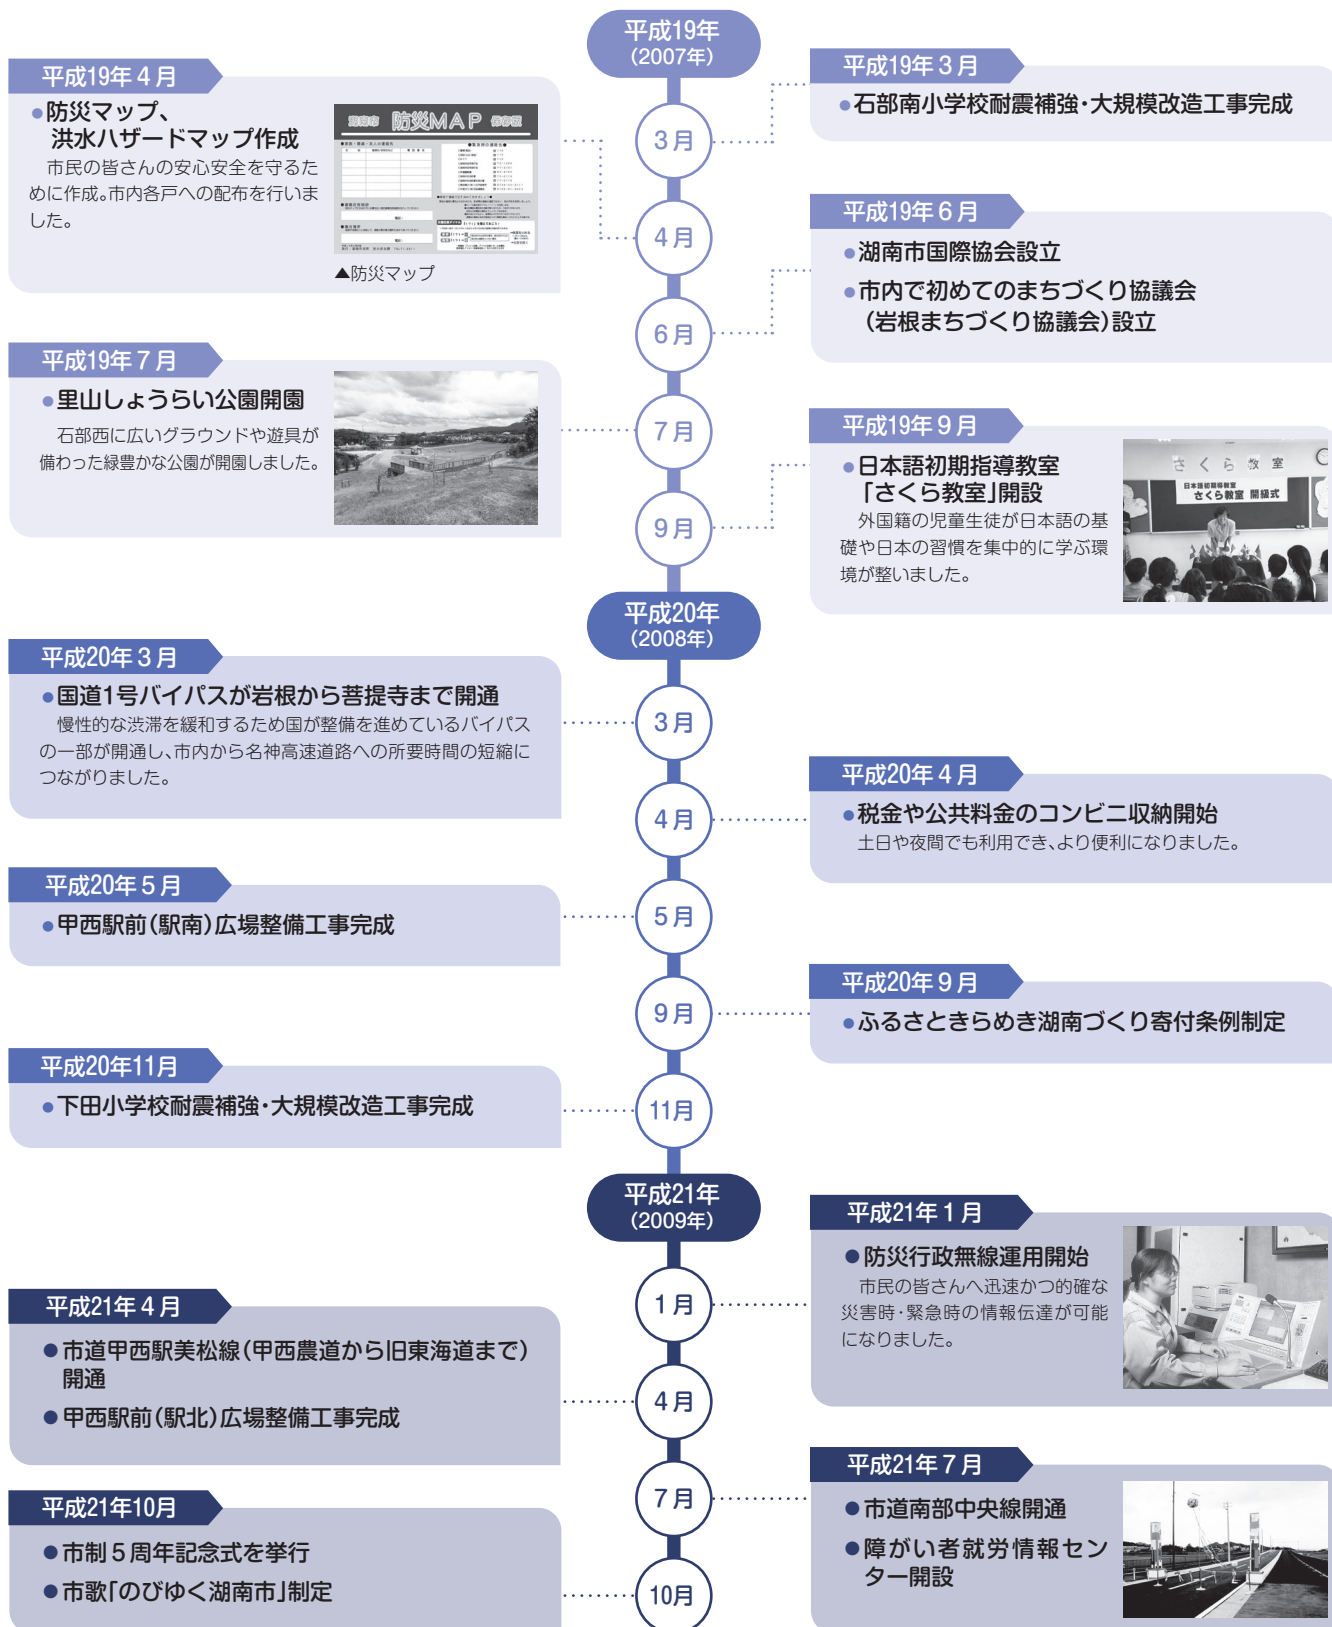 平成19年
(2007年)
平成19年3月
●石部南小学校耐震補強・大規模改造工事完成
3月
平成19年4月
●防災マップ、
洪水ハザードマップ作成
市民の皆さんの安心安全を守るた
めに作成。市内各戸への配布を行いま
した。
防災MAP
▲防災マップ
4月
平成19年6月
●湖南市国際協会設立
●市内で初めてのまちづくり協議会
(岩根まちづくり協議会)設立
6月
平成19年7月
●里山しょうらい公園開園
石部西に広いグラウンドや遊具が
備わった緑豊かな公園が開園しました。
7月
平成19年9月
●日本語初期指導教室
「さくら教室」開設
外国籍の児童生徒が日本語の基
礎や日本の習慣を集中的に学ぶ環
境が整いました。
さくら教室
日本語初期指導教室
さくら教室 開級式
9月
平成20年
(2008年)
平成20年3月
●国道1号バイパスが岩根から菩提寺まで開通
慢性的な渋滞を緩和するため国が整備を進めているバイパス
の一部が開通し、市内から名神高速道路への所要時間の短縮に
つながりました。
3月
平成20年4月
●税金や公共料金のコンビニ収納開始
土日や夜間でも利用でき、より便利になりました。
4月
平成20年5月
●甲西駅前(駅南)広場整備工事完成
5月
平成20年9月
●ふるさときらめき湖南づくり寄付条例制定
9月
平成20年11月
●下田小学校耐震補強・大規模改造工事完成
11月
平成21年
(2009年)
平成21年1月
●防災行政無線運用開始
市民の皆さんへ迅速かつ的確な
災害時・緊急時の情報伝達が可能
になりました。
1月
平成21年4月
●市道甲西駅美松線(甲西農道から旧東海道まで)
開通
●甲西駅前(駅北)広場整備工事完成
4月
平成21年7月
●市道南部中央線開通
●障がい者就労情報セン
ター開設
7月
平成21年10月
●市制5周年記念式を挙行
●市歌「のびゆく湖南市」制定
10月